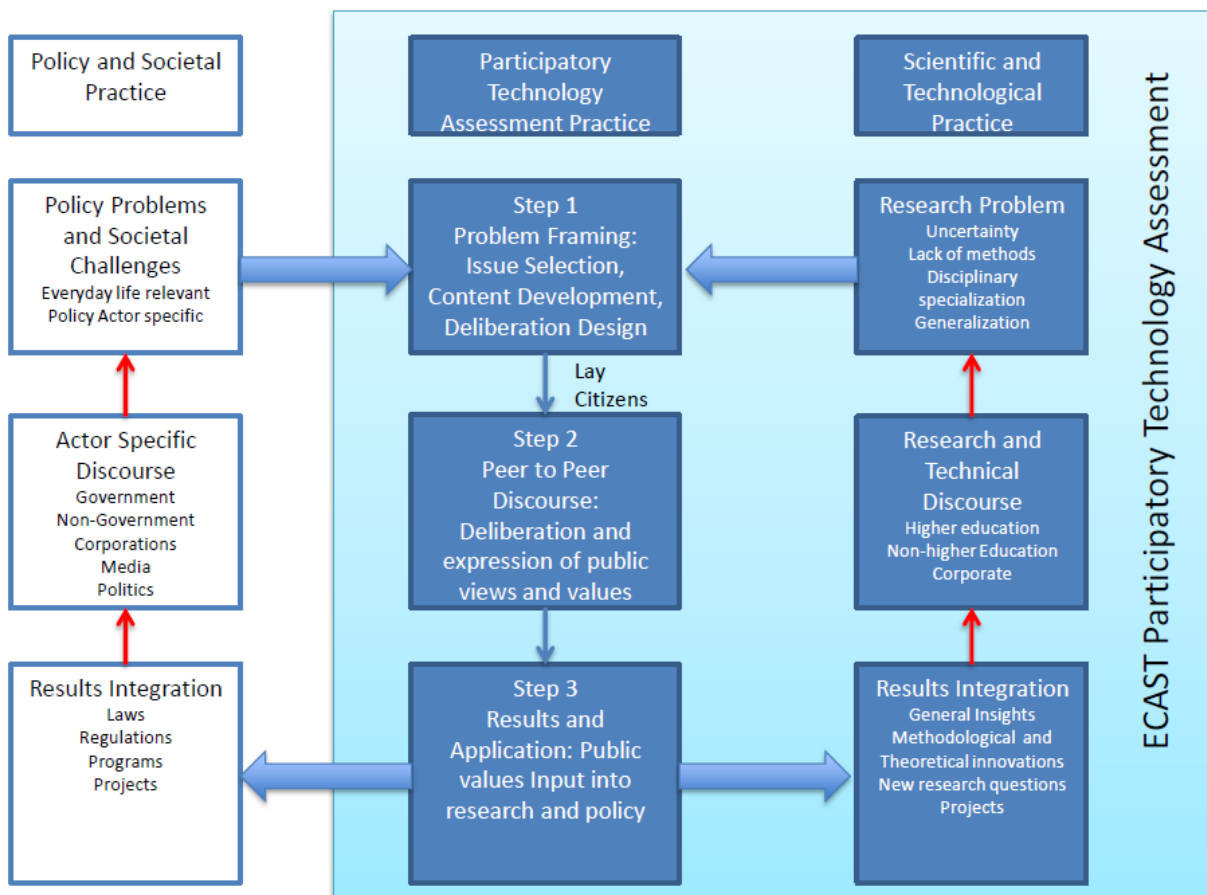 Policy and Societal
Practice
Participatory
Technology
Assessment Practice
Scientific and
Technological
Practice
Policy Problems
and Societal
Challenges
Everyday life relevant
Policy Actor specific
Step 1
Problem Framing:
Issue Selection,
Content Development,
Deliberation Design
Research Problem
Uncertainty
Lack of methods
Disciplinary
specialization
Generalization
Lay
Citizens
Actor Specific
Discourse
Government
Non-Government
Corporations
Media
Politics
Step 2
Peer to Peer
Discourse:
Deliberation and
expression of public
views and values
Research and
Technical
Discourse
Higher education
Non-higher Education
Corporate
Results Integration
Laws
Regulations
Programs
Projects
Step 3
Results and
Application: Public
values Input into
research and policy
Results Integration
General Insights
Methodological and
Theoretical innovations
New research questions
Projects
ECAST Participatory Technology Assessment